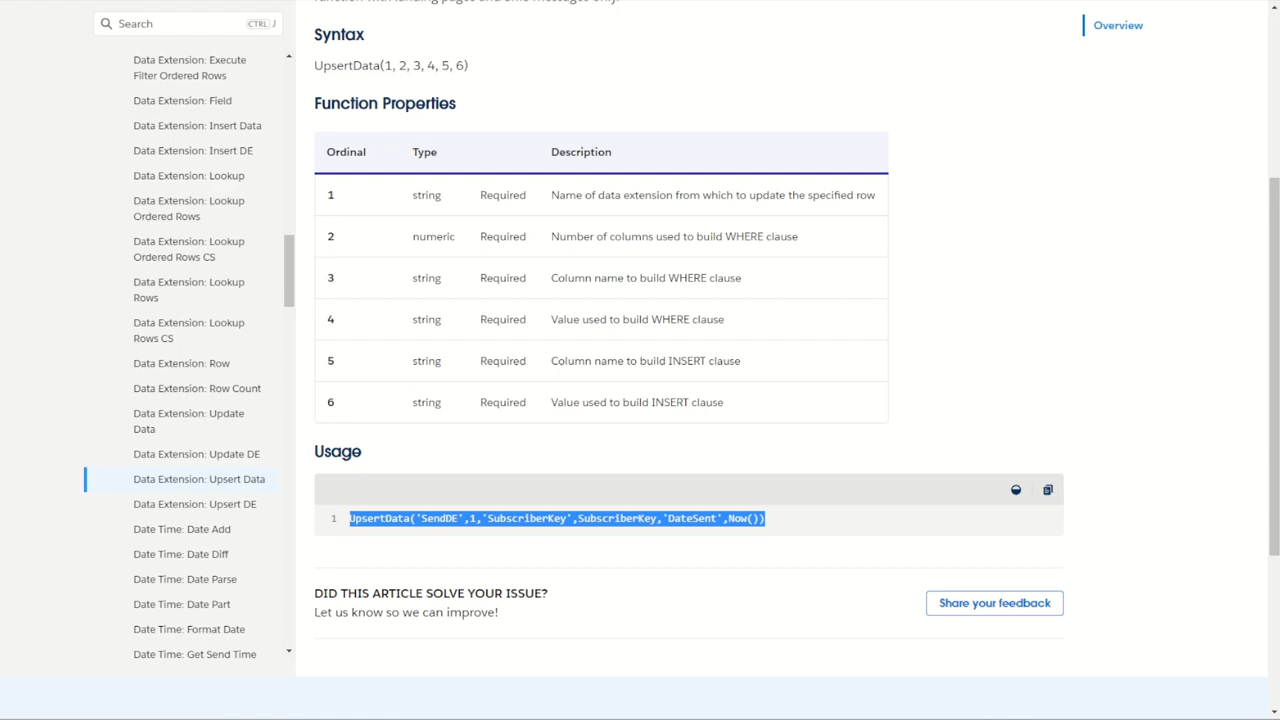 Search
CTRL J
Data Extension: Execute
Filter Ordered Rows
Data Extension: Field
Data Extension: Insert Data
Data Extension: Insert DE
Data Extension: Lookup
Data Extension: Lookup
Ordered Rows
Data Extension: Lookup
Ordered Rows CS
Data Extension: Lookup
Rows
Data Extension: Lookup
Rows CS
Data Extension: Row
Data Extension: Row Count
Data Extension: Update
Data
Data Extension: Update DE
Data Extension: Upsert Data
Data Extension: Upsert DE
Date Time: Date Add
Date Time: Date Diff
Date Time: Date Parse
Date Time: Date Part
Date Time: Format Date
Date Time: Get Send Time
function with landing pages and SMS messages only.
Syntax
UpsertData(1, 2, 3, 4, 5, 6)
Function Properties
Ordinal Type Description
1 string Required Name of data extension from which to update the specified row
2 numeric Required Number of columns used to build WHERE clause
3 string Required Column name to build WHERE clause
4 string Required Value used to build WHERE clause
5 string Required Column name to build INSERT clause
6 string Required Value used to build INSERT clause
Usage
1 UpsertData('SendDE',1,'SubscriberKey',SubscriberKey,'DateSent',Now())
DID THIS ARTICLE SOLVE YOUR ISSUE?
Let us know so we can improve!
Share your feedback
Overview